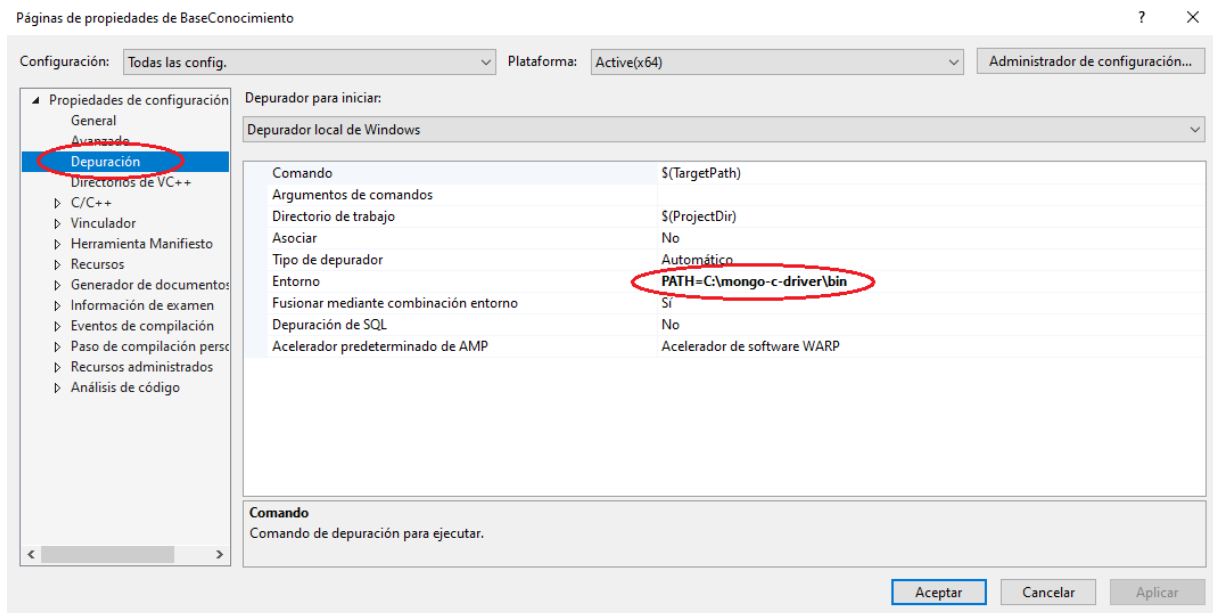 Páginas de propiedades de BaseConocimiento ? ×
Configuración: Todas las config. Plataforma: Active(x64) Administrador de configuración...
Propiedades de configuración
General
Avanzado
Depuración
Directorios de VC++
C/C++
Vinculador
Herramienta Manifiesto
Recursos
Generador de documentos
Información de examen
Eventos de compilación
Paso de compilación perso
Recursos administrados
Análisis de código
Depurador para iniciar:
Depurador local de Windows
Comando $(TargetPath)
Argumentos de comandos
Directorio de trabajo $(ProjectDir)
Asociar No
Tipo de depurador Automático
Entorno PATH=C:\mongo-c-driver\bin
Fusionar mediante combinación entorno Sí
Depuración de SQL No
Acelerador predeterminado de AMP Acelerador de software WARP
Comando
Comando de depuración para ejecutar.
Aceptar Cancelar Aplicar